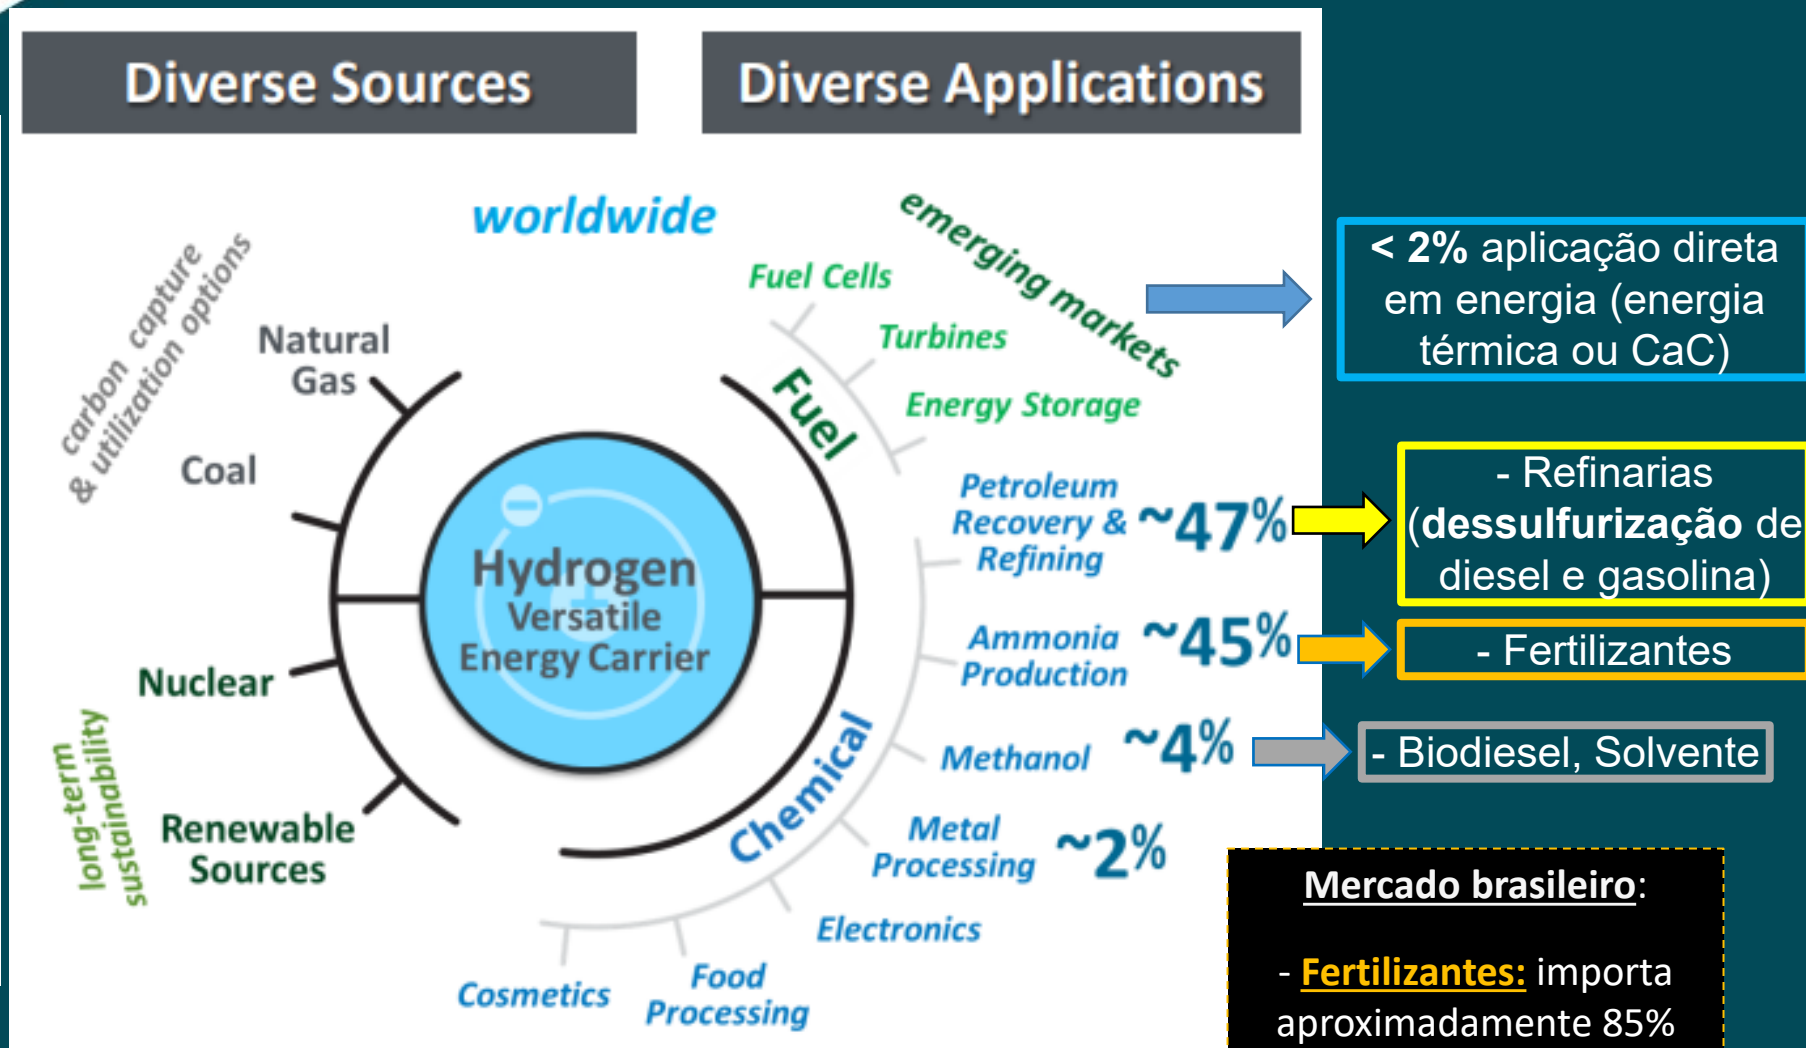 Diverse Sources
Diverse Applications
worldwide
carbon capture
& utilization options
Natural
Gas
Coal
Nuclear
Renewable
Sources
long-term
sustainability
Hydrogen
Versatile
Energy Carrier
Fuel
emerging markets
Fuel Cells
Turbines
Energy Storage
Chemical
Petroleum
Recovery &
Refining
~47%
Ammonia
Production
~45%
Methanol
~4%
Metal
Processing
~2%
Electronics
Food
Processing
Cosmetics
< 2% aplicação direta
em energia (energia
térmica ou CaC)
- Refinarias
(dessulfurização de
diesel e gasolina)
- Fertilizantes
- Biodiesel, Solvente
Mercado brasileiro:
- Fertilizantes: importa
aproximadamente 85%